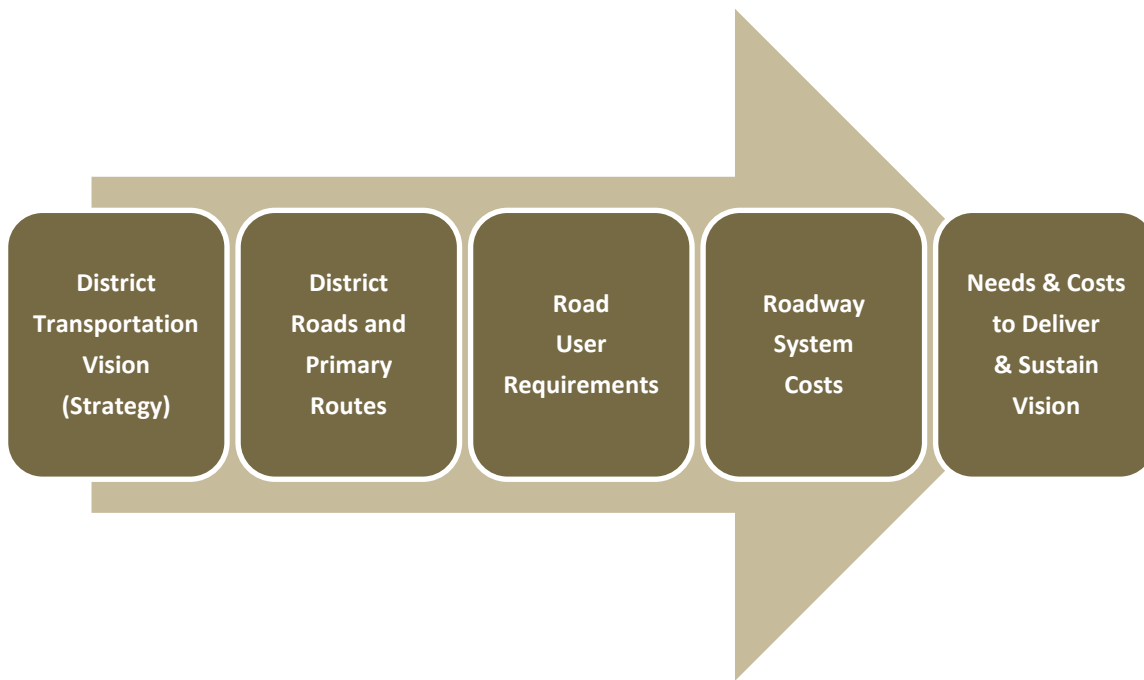 District
Transportation
Vision
(Strategy)
District
Roads and
Primary
Routes
Road
User
Requirements
Roadway
System
Costs
Needs & Costs
to Deliver
& Sustain
Vision